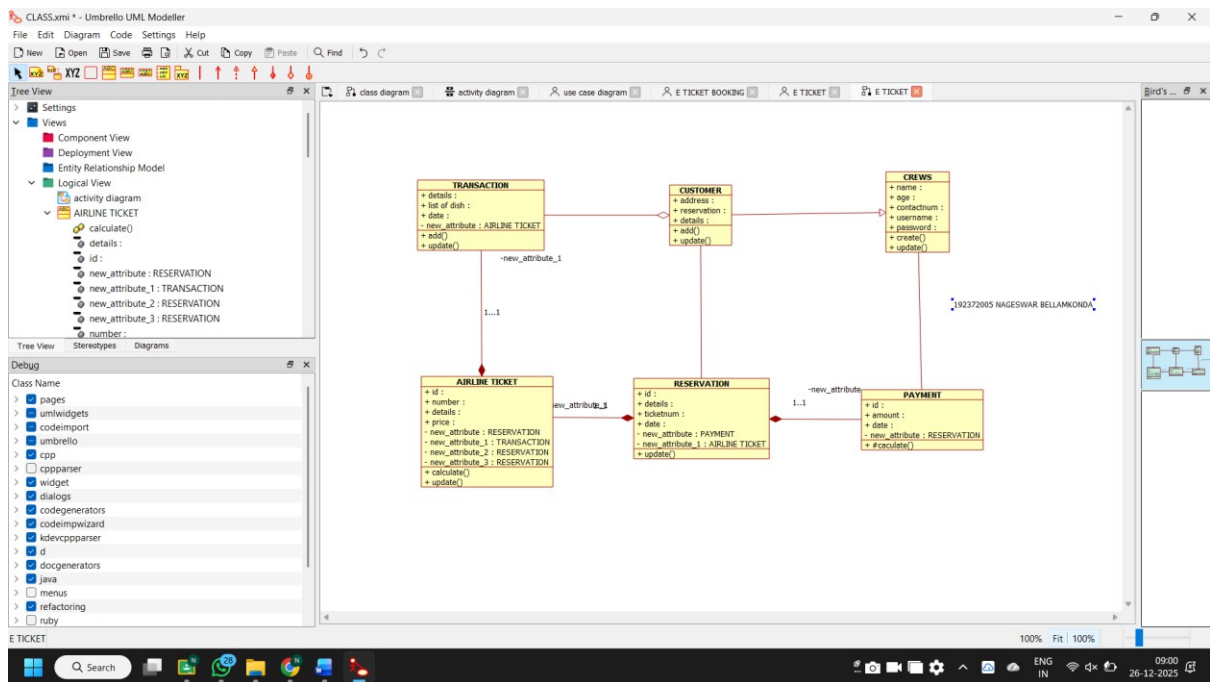 CLASS.xmi * - Umbrello UML Modeller
File Edit Diagram Code Settings Help
New Open Save Cut Copy Paste Find
XYZ XYZ ABC ABC ABC XYZ
Tree View
class diagram activity diagram use case diagram E TICKET BOOKING E TICKET E TICKET
Bird's ...
Settings
Views
Component View
Deployment View
Entity Relationship Model
Logical View
activity diagram
AIRLINE TICKET
calculate()
details :
id :
new_attribute : RESERVATION
new_attribute_1 : TRANSACTION
new_attribute_2 : RESERVATION
new_attribute_3 : RESERVATION
number :
Tree View Stereotypes Diagrams
Debug
Class Name
pages
umlwidgets
codeimport
umbrello
cpp
cppparser
widget
dialogs
codegenerators
codeimpwizard
kdevcppparser
d
docgenerators
java
menus
refactoring
ruby
TRANSACTION
+ details :
+ list of dish :
+ date :
- new_attribute : AIRLINE TICKET
+ add()
+ update()
CUSTOMER
+ address :
+ reservation :
+ details :
+ add()
+ update()
CREWS
+ name :
+ age :
+ contactnum :
+ username :
+ password :
+ create()
+ update()
-new_attribute_1
1...1
192372005 NAGESWAR BELLAMKONDA
AIRLINE TICKET
+ id :
+ number :
+ details :
+ price :
- new_attribute : RESERVATION
- new_attribute_1 : TRANSACTION
- new_attribute_2 : RESERVATION
- new_attribute_3 : RESERVATION
+ calculate()
+ update()
RESERVATION
+ id :
+ details :
+ ticketnum :
+ date :
- new_attribute : PAYMENT
- new_attribute_1 : AIRLINE TICKET
+ update()
-new_attribute
1..1
PAYMENT
+ id :
+ amount :
+ date :
- new_attribute : RESERVATION
+ #caculate()
E TICKET
100% Fit 100%
Search
28
ENG
IN
09:00
26-12-2025